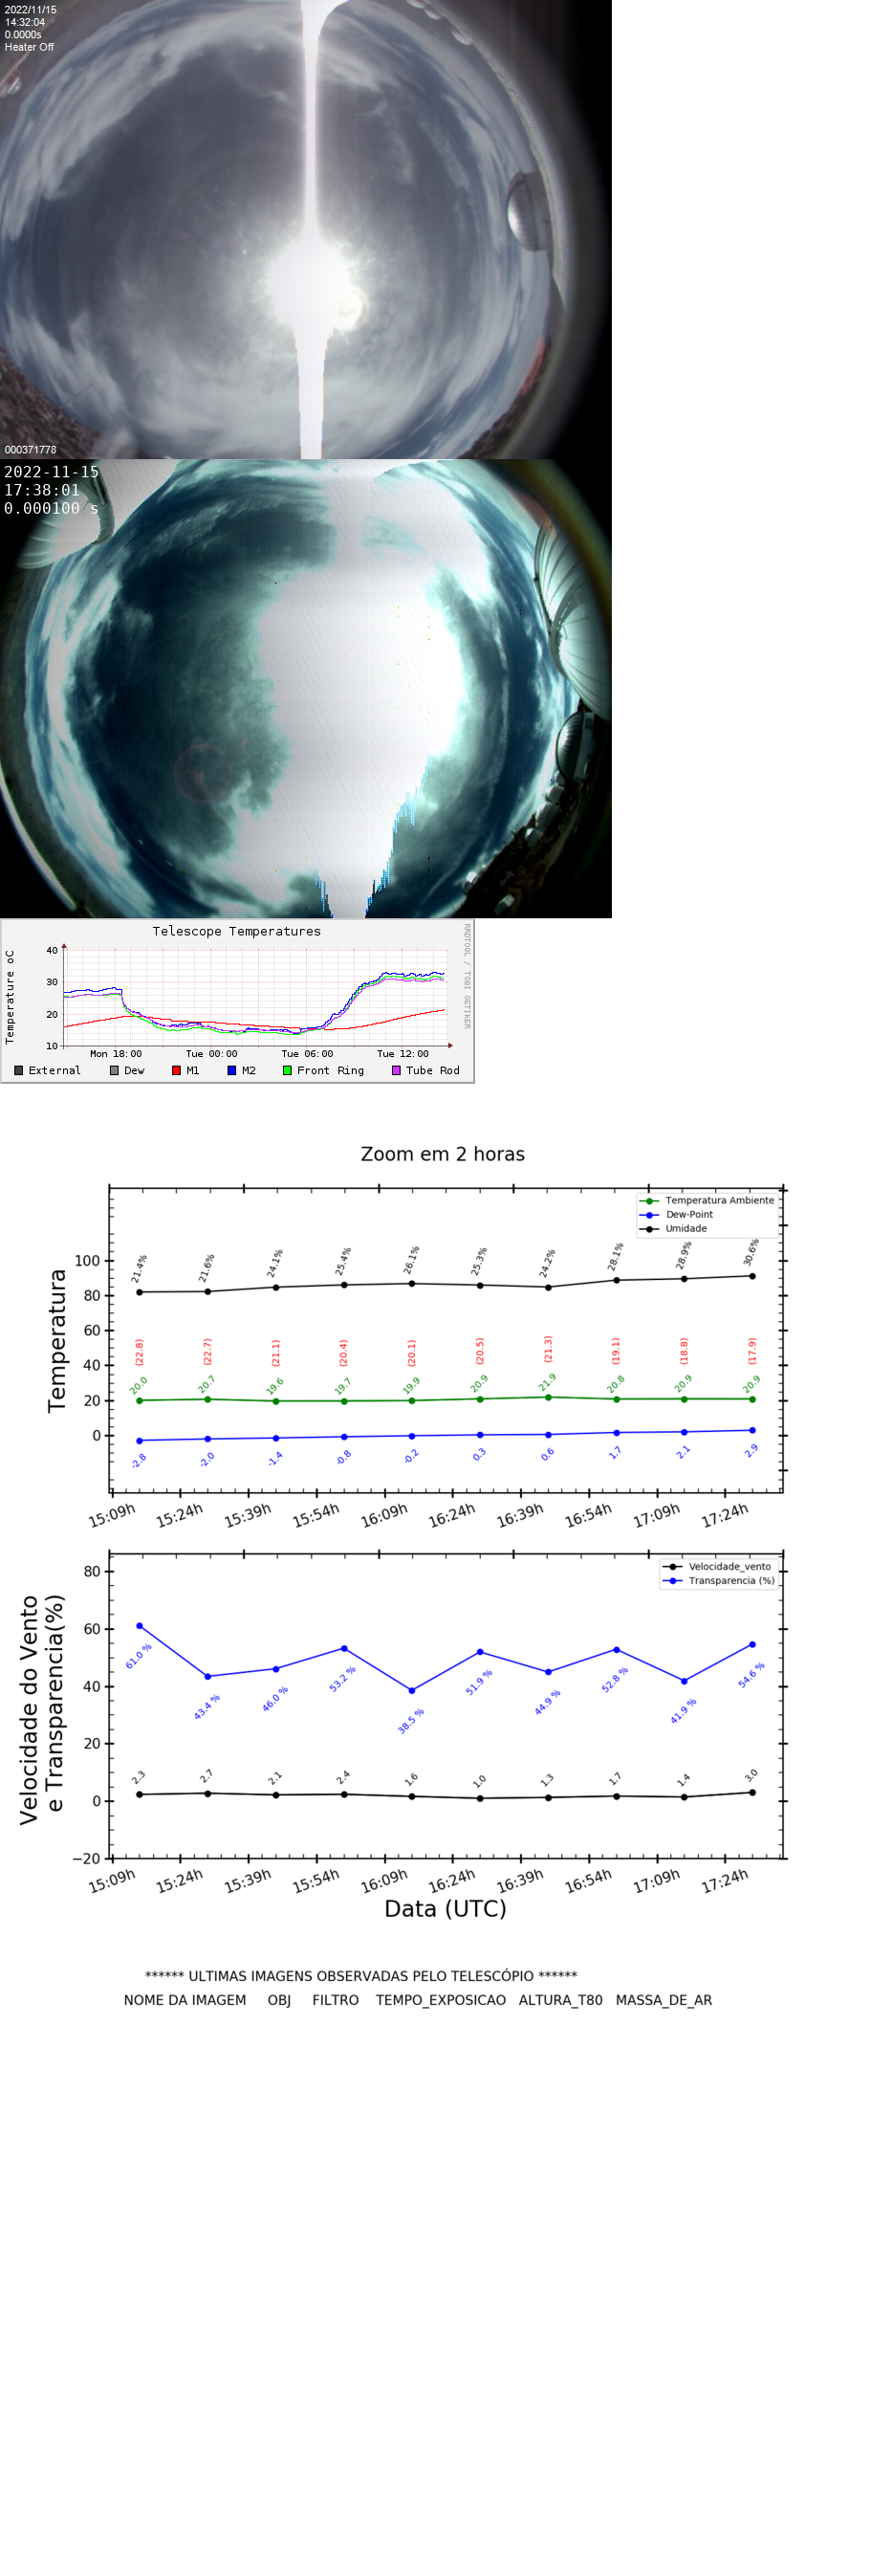 2022/11/15
14:32:04
0.0000s
Heater Off
000371778
2022-11-15
17:38:01
0.000100 s
Telescope Temperatures
RRDTOOL / TOBI OETIKER
Temperature oC
40
30
20
10
Mon 18:00 Tue 00:00 Tue 06:00 Tue 12:00
External Dew M1 M2 Front Ring Tube Rod
Zoom em 2 horas
Temperatura Ambiente
Dew-Point
Umidade
Temperatura
100
80
60
40
20
0
21.4% 21.6% 24.1% 25.4% 26.1% 25.3% 24.2% 28.1% 28.9% 30.6%
(22.8) (22.7) (21.1) (20.4) (20.1) (20.5) (21.3) (19.1) (18.8) (17.9)
20.0 20.7 19.6 19.7 19.9 20.9 21.9 20.8 20.9 20.9
-2.8 -2.0 -1.4 -0.8 -0.2 0.3 0.6 1.7 2.1 2.9
15:09h 15:24h 15:39h 15:54h 16:09h 16:24h 16:39h 16:54h 17:09h 17:24h
Velocidade_vento
Transparencia (%)
Velocidade do Vento
e Transparencia(%)
80
60
40
20
0
−20
61.0 % 43.4 % 46.0 % 53.2 % 38.5 % 51.9 % 44.9 % 52.8 % 41.9 % 54.6 %
2.3 2.7 2.1 2.4 1.6 1.0 1.3 1.7 1.4 3.0
15:09h 15:24h 15:39h 15:54h 16:09h 16:24h 16:39h 16:54h 17:09h 17:24h
Data (UTC)
****** ULTIMAS IMAGENS OBSERVADAS PELO TELESCÓPIO ******
NOME DA IMAGEM OBJ FILTRO TEMPO_EXPOSICAO ALTURA_T80 MASSA_DE_AR